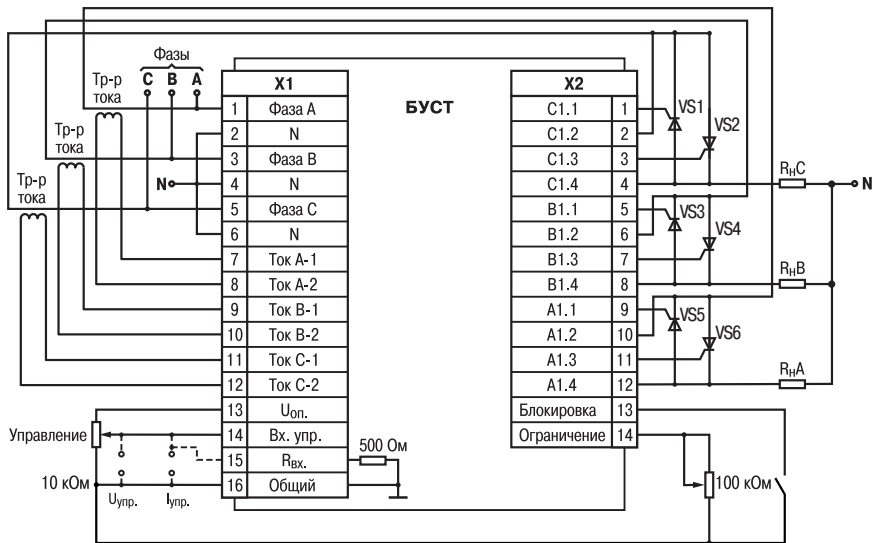 Фазы
C B A
Тр-р тока
Тр-р тока
Тр-р тока
N
X1
1 Фаза A
2 N
3 Фаза B
4 N
5 Фаза C
6 N
7 Ток A-1
8 Ток A-2
9 Ток B-1
10 Ток B-2
11 Ток C-1
12 Ток C-2
13 Uоп.
14 Вх. упр.
15 Rвх.
16 Общий
Управление
10 кОм
Uупр.
Iупр.
500 Ом
БУСТ
X2
C1.1 1
C1.2 2
C1.3 3
C1.4 4
B1.1 5
B1.2 6
B1.3 7
B1.4 8
A1.1 9
A1.2 10
A1.3 11
A1.4 12
Блокировка 13
Ограничение 14
VS1
VS2
VS3
VS4
VS5
VS6
RнC
RнB
RнA
N
100 кОм